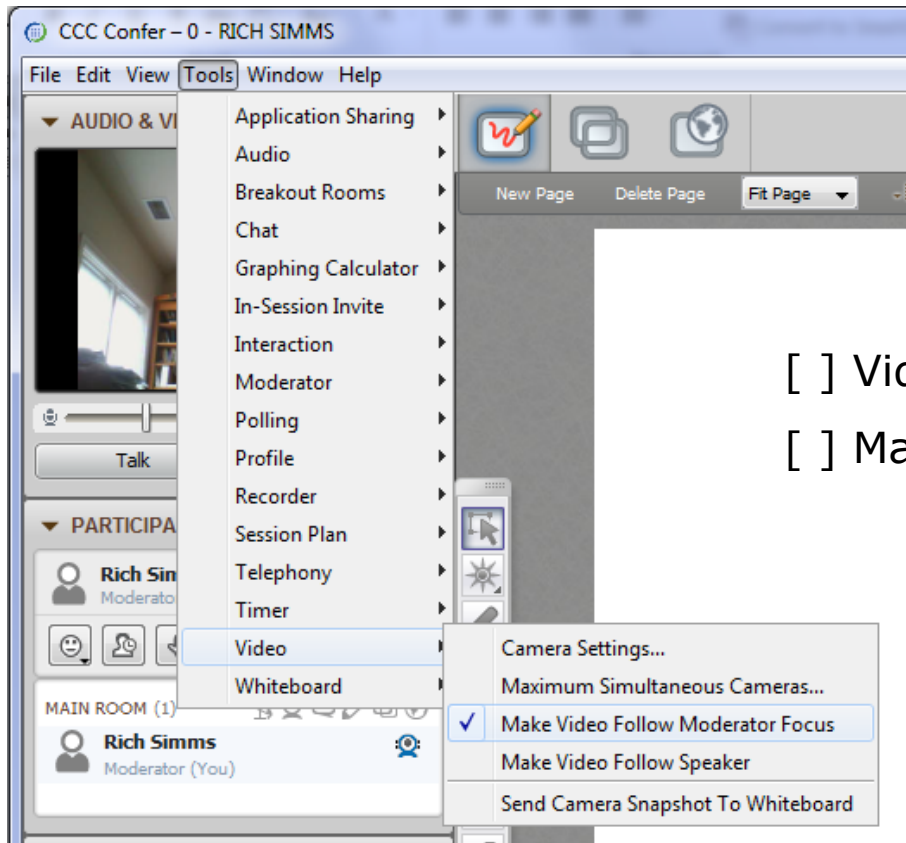 CCC Confer – 0 - RICH SIMMS
File Edit View Tools Window Help
AUDIO & VI
Application Sharing
Audio
Breakout Rooms
Chat
Graphing Calculator
In-Session Invite
Interaction
Moderator
Polling
Profile
Recorder
Session Plan
Telephony
Timer
Video
Whiteboard
New Page Delete Page Fit Page
[ ] Vid
[ ] Ma
Talk
PARTICIPA
Rich Sim
Moderato
MAIN ROOM (1)
Rich Simms
Moderator (You)
Camera Settings...
Maximum Simultaneous Cameras...
Make Video Follow Moderator Focus
Make Video Follow Speaker
Send Camera Snapshot To Whiteboard